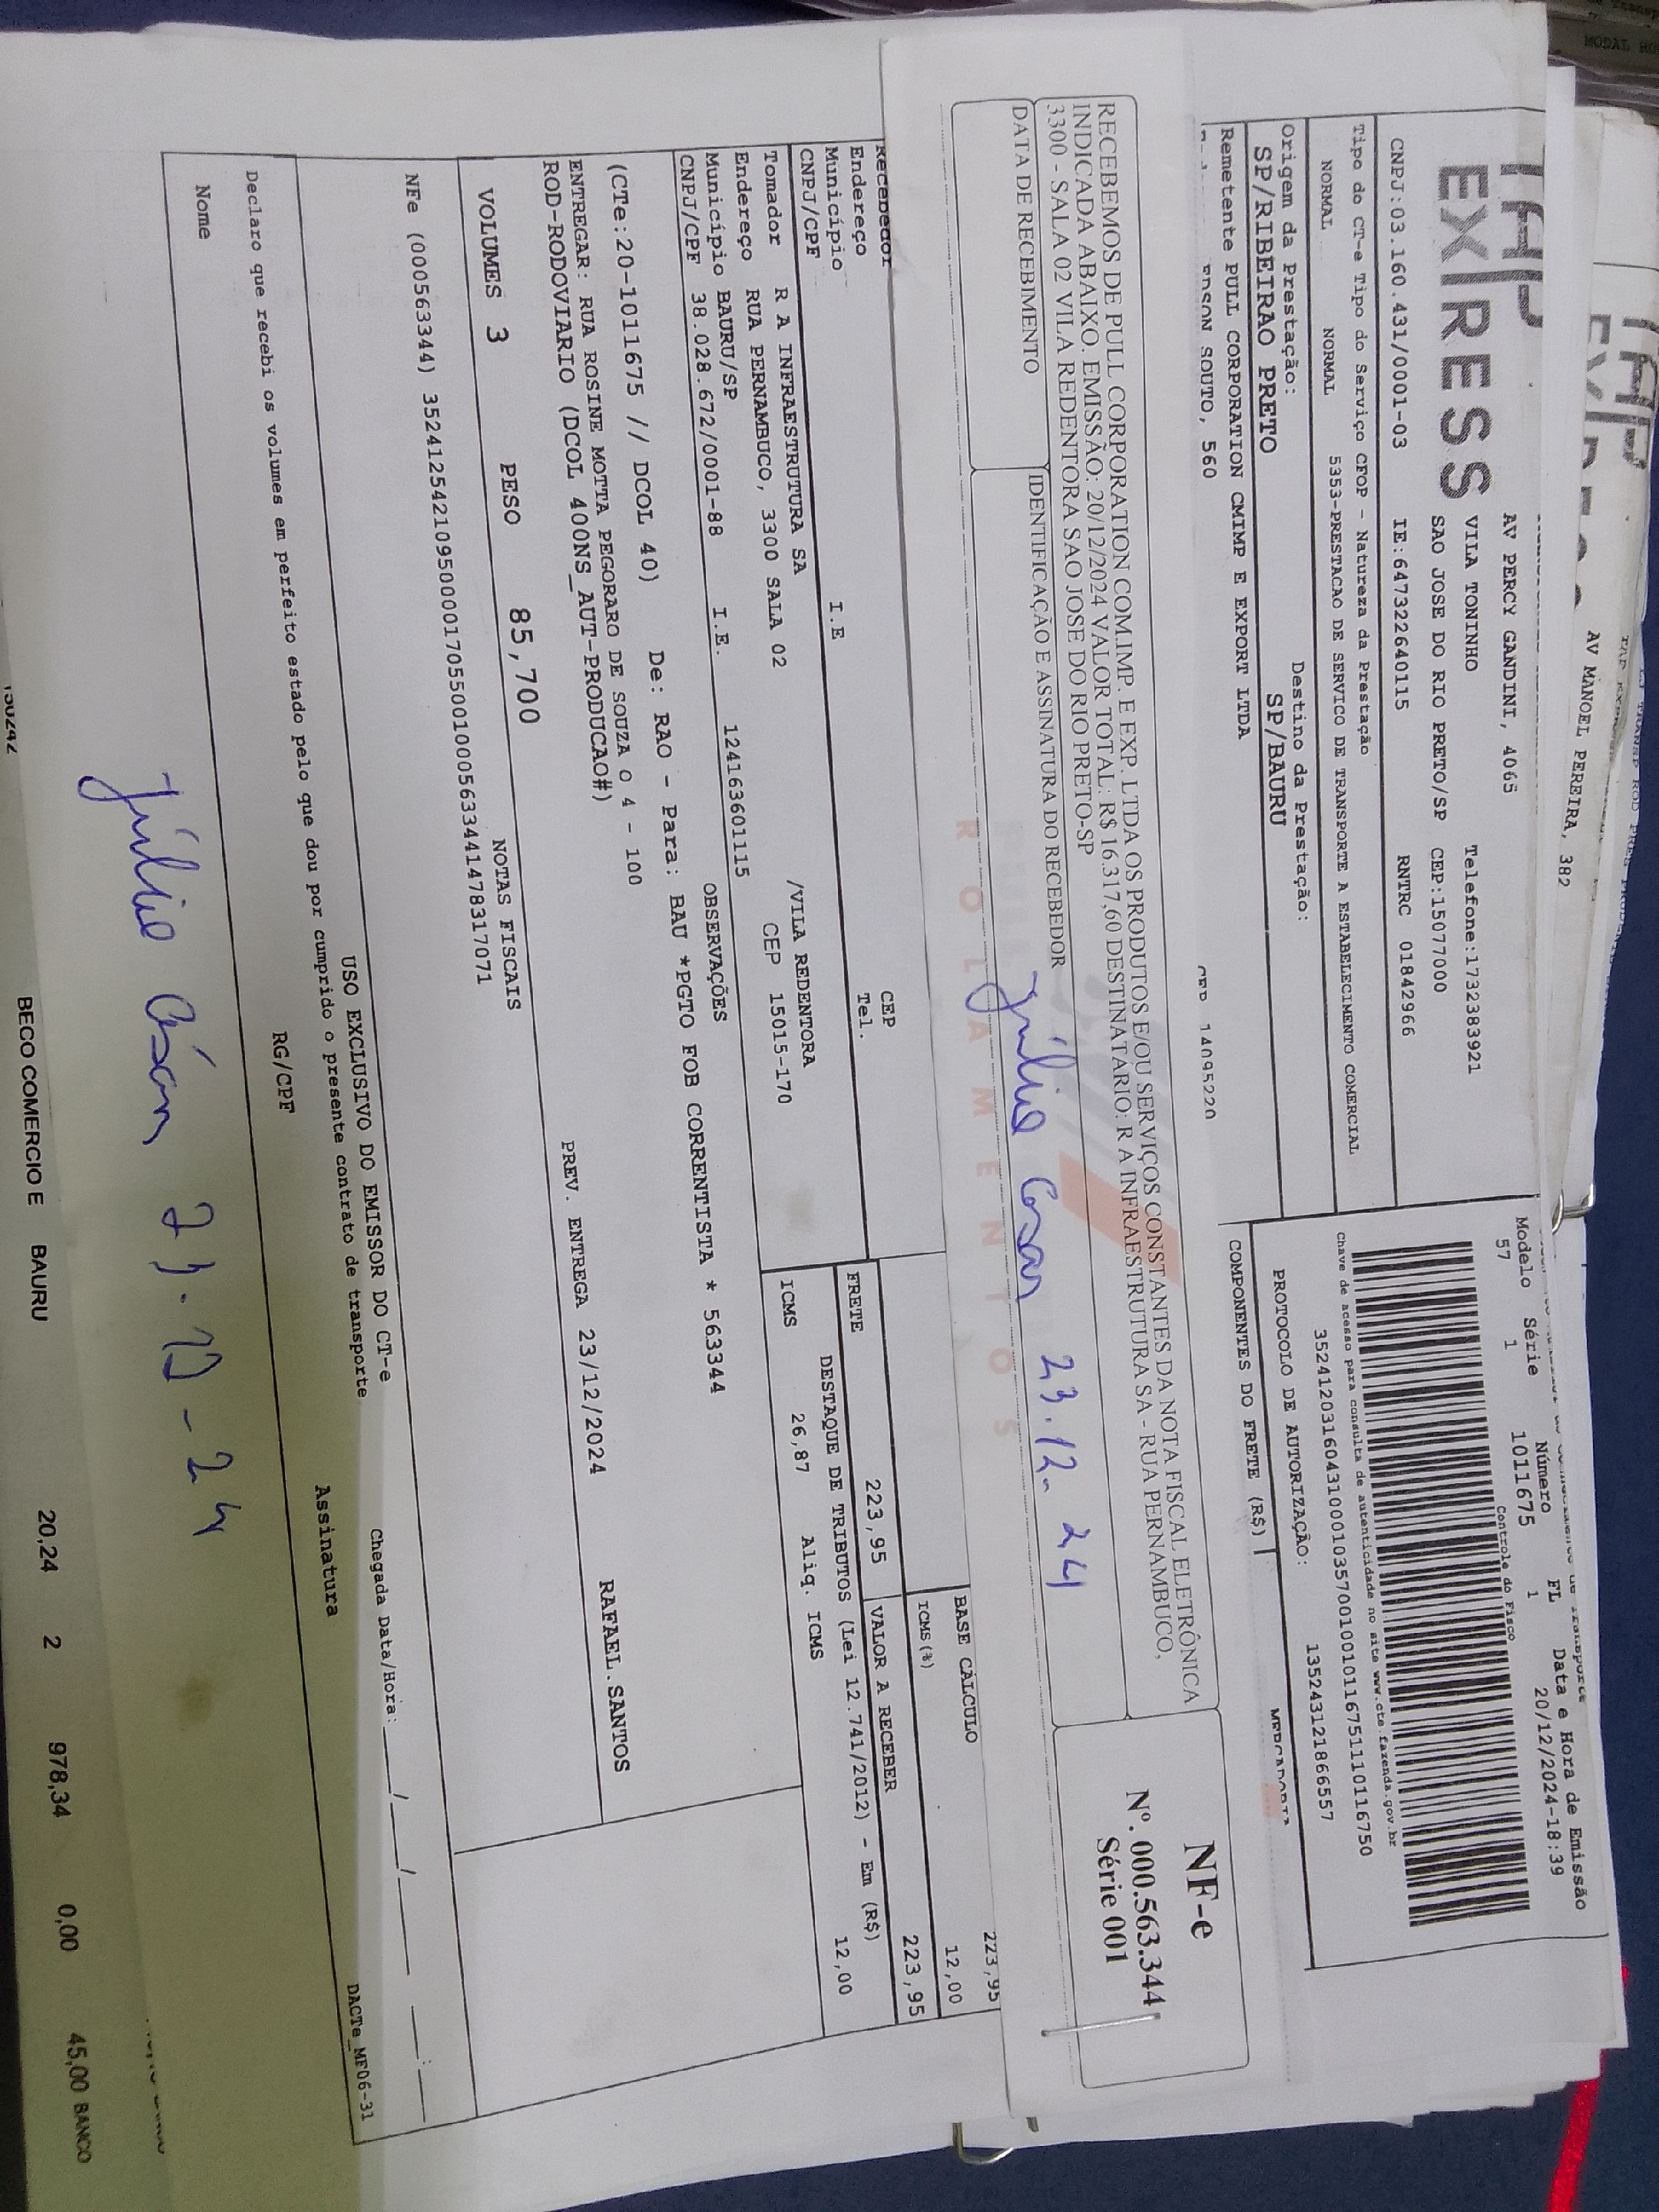 TAP
EX/RESS
AV PERCY GANDINI, 4065
VILA TONINHO Telefone:1732383921
SAO JOSE DO RIO PRETO/SP CEP:15077000
CNPJ:03.160.431/0001-03 IE:647322640115 RNTRC 01842966
Tipo do CT-e Tipo do Serviço CFOP - Natureza da Prestação
NORMAL NORMAL 5353-PRESTACAO DE SERVICO DE TRANSPORTE A ESTABELECIMENTO COMERCIAL
Origem da Prestação: Destino da Prestação:
SP/RIBEIRAO PRETO SP/BAURU
Remetente PULL CORPORATION CMIMP E EXPORT LTDA
SOUTO, 560 CEP 14095220
Modelo Série Número FL Data e Hora de Emissão
57 1 1011675 1 20/12/2024-18:39
Controle do Fisco
Chave de acesso para consulta de autenticidade no site www.cte.fazenda.gov.br
35241203160431000103570010010116751110116750
PROTOCOLO DE AUTORIZAÇÃO: 135243121866557
COMPONENTES DO FRETE (R$)
AV MANOEL PEREIRA, 382
RECEBEMOS DE PULL CORPORATION COM.IMP. E EXP. LTDA OS PRODUTOS E/OU SERVIÇOS CONSTANTES DA NOTA FISCAL ELETRÔNICA
INDICADA ABAIXO. EMISSÃO: 20/12/2024 VALOR TOTAL: R$ 16.317,60 DESTINATÁRIO: R A INFRAESTRUTURA SA - RUA PERNAMBUCO,
3300 - SALA 02 VILA REDENTORA SAO JOSE DO RIO PRETO-SP
DATA DE RECEBIMENTO
IDENTIFICAÇÃO E ASSINATURA DO RECEBEDOR
Júlio César 23.12.24
NF-e
Nº. 000.563.344
Série 001
ROLAMENTOS
223,95
BASE CÁLCULO 12,00
ICMS(%) 223,95
Recebedor
Endereço CEP
Município Tel.
CNPJ/CPF I.E
FRETE 223,95 VALOR A RECEBER
DESTAQUE DE TRIBUTOS (Lei 12.741/2012) - Em (R$)
ICMS 26,87 Aliq. ICMS 12,00
Tomador R A INFRAESTRUTURA SA
Endereço RUA PERNAMBUCO, 3300 SALA 02 /VILA REDENTORA
Município BAURU/SP CEP 15015-170
CNPJ/CPF 38.028.672/0001-88 I.E. 124163601115
OBSERVAÇÕES
(CTe:20-1011675 // DCOL 40) De: RAO - Para: BAU *PGTO FOB CORRENTISTA * 563344
ENTREGAR: RUA ROSINE MOTTA PEGORARO DE SOUZA O 4 - 100
ROD-RODOVIARIO (DCOL 400NS_AUT-PRODUCAO#)
PREV. ENTREGA 23/12/2024 RAFAEL.SANTOS
VOLUMES 3 PESO 85,700 NOTAS FISCAIS
NFe (000563344) 35241254210950000170550010005633441478317071
USO EXCLUSIVO DO EMISSOR DO CT-e
Chegada Data/Hora: ___/___/____ __:__
Declaro que recebi os volumes em perfeito estado pelo que dou por cumprido o presente contrato de transporte
Nome RG/CPF Assinatura
DACTe_MF06-31
Júlio César 23.12-24
BECO COMERCIO E BAURU 20,24 2 978,34 0,00 45,00 BANCO